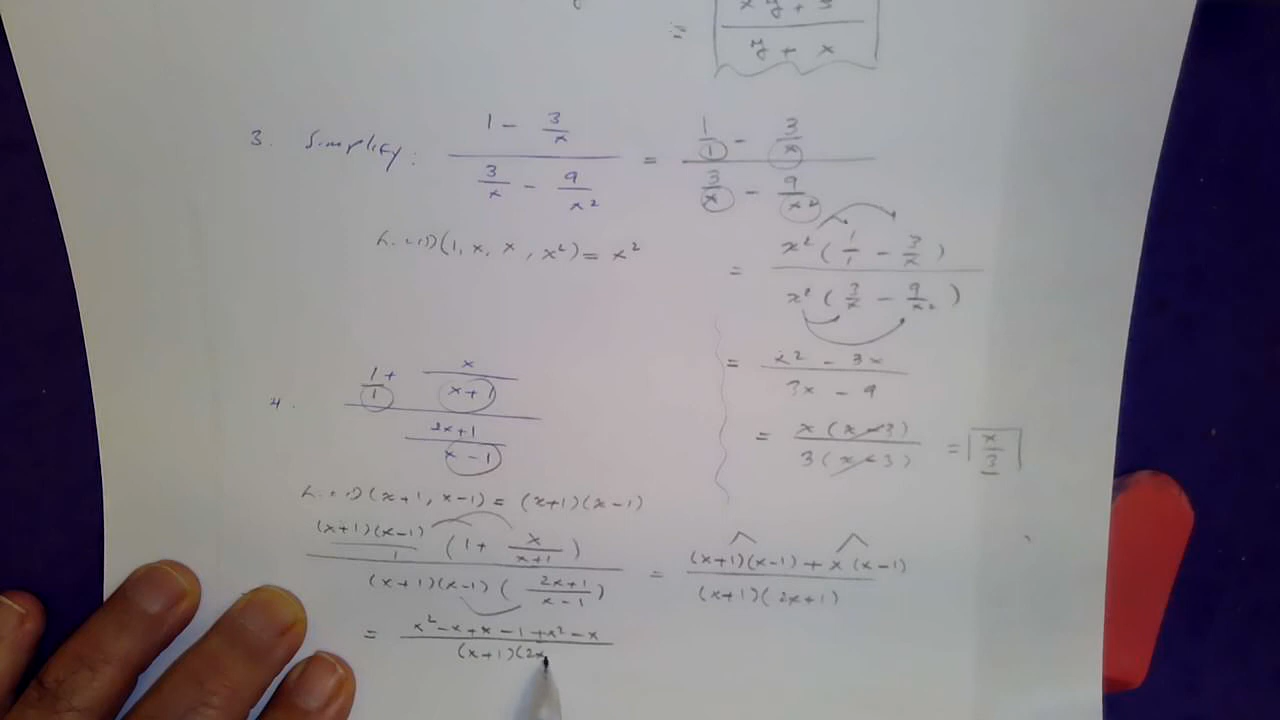 = (xy + 3)/(y + x)
3. Simplify: (1 - 3/x)/(3/x - 9/x²) = (1/1 - 3/x)/(3/x - 9/x²)
L.C.D(1, x, x, x²) = x²
= x²(1/1 - 3/x)/x²(3/x - 9/x²)
= (x² - 3x)/(3x - 9)
= x(x-3)/3(x-3) = x/3
4. (1/1 + x/(x+1))/((2x+1)/(x-1))
L.C.D(x+1, x-1) = (x+1)(x-1)
((x+1)(x-1)/1 (1 + x/(x+1)))/((x+1)(x-1)((2x+1)/(x-1))) = ((x+1)(x-1) + x(x-1))/((x+1)(2x+1))
= (x² - x + x - 1 + x² - x)/(x+1)(2x